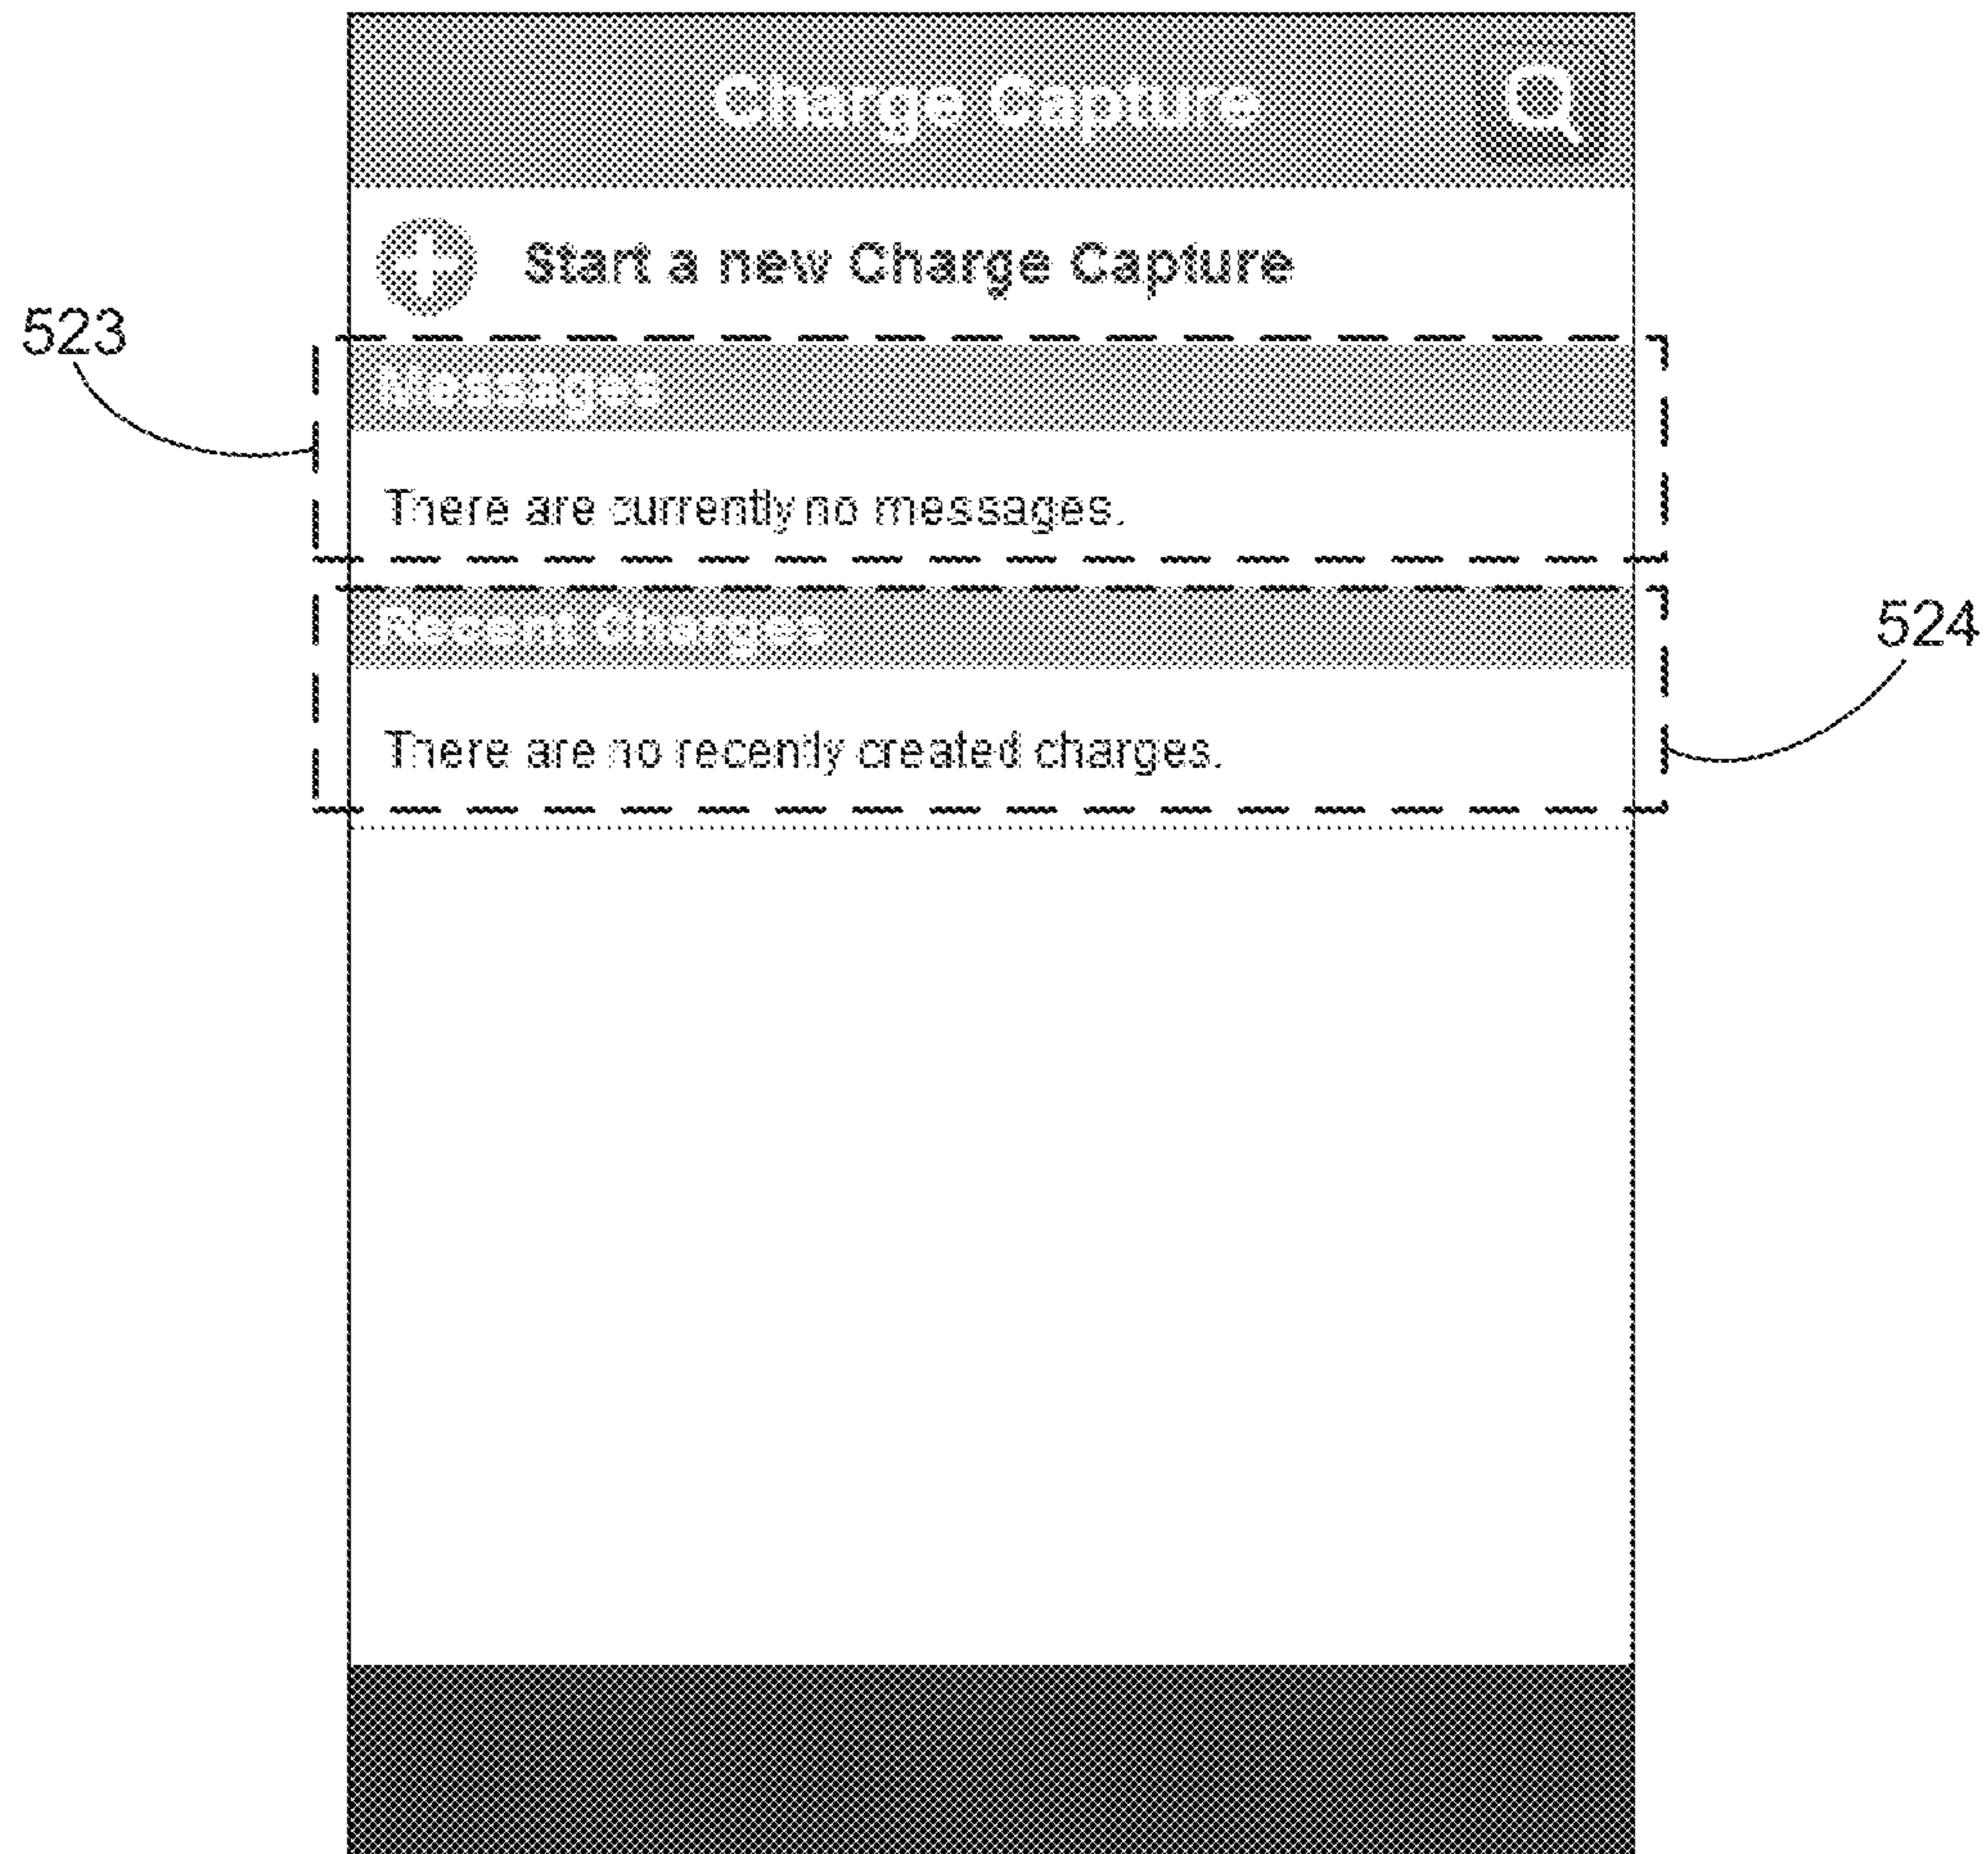 Charge Capture
Start a new Charge Capture
523
Messages
There are currently no messages.
Recent Charges
524
There are no recently created charges.